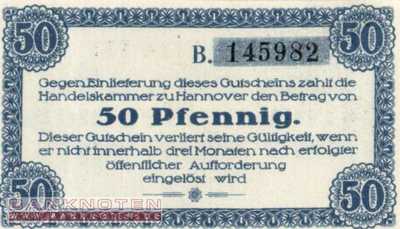 50
50
B. 145982
Gegen Einlieferung dieses Gutscheins zahlt die
Handelskammer zu Hannover den Betrag von
50 Pfennig.
Dieser Gutschein verliert seine Gültigkeit, wenn
er nicht innerhalb drei Monaten nach erfolgter
öffentlicher Aufforderung
eingelöst wird
50
50
BANKNOTEN